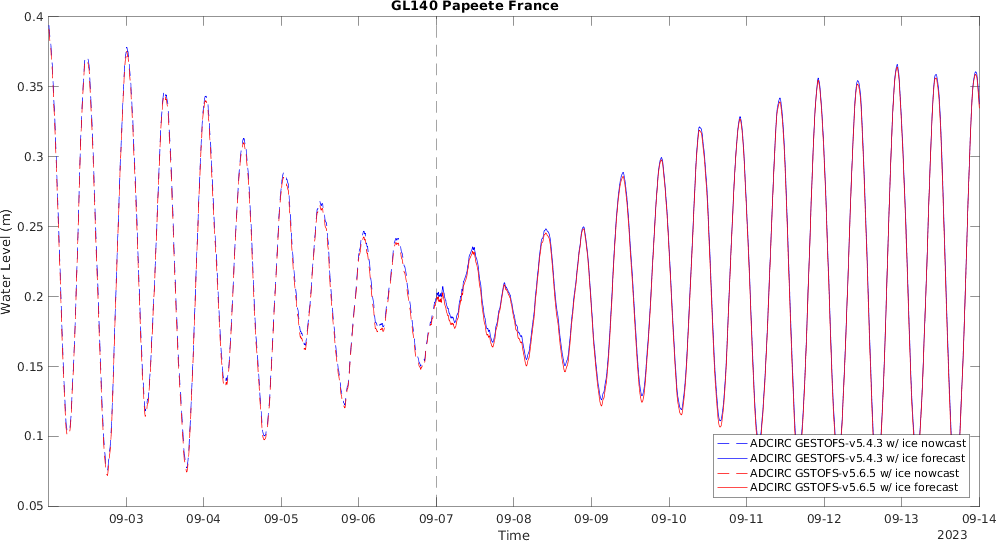 GL140 Papeete France
0.4
0.35
0.3
0.25
0.2
0.15
0.1
0.05
Water Level (m)
ADCIRC GESTOFS-v5.4.3 w/ ice nowcast
ADCIRC GESTOFS-v5.4.3 w/ ice forecast
ADCIRC GSTOFS-v5.6.5 w/ ice nowcast
ADCIRC GSTOFS-v5.6.5 w/ ice forecast
09-03 09-04 09-05 09-06 09-07 09-08 09-09 09-10 09-11 09-12 09-13 09-14
Time
2023